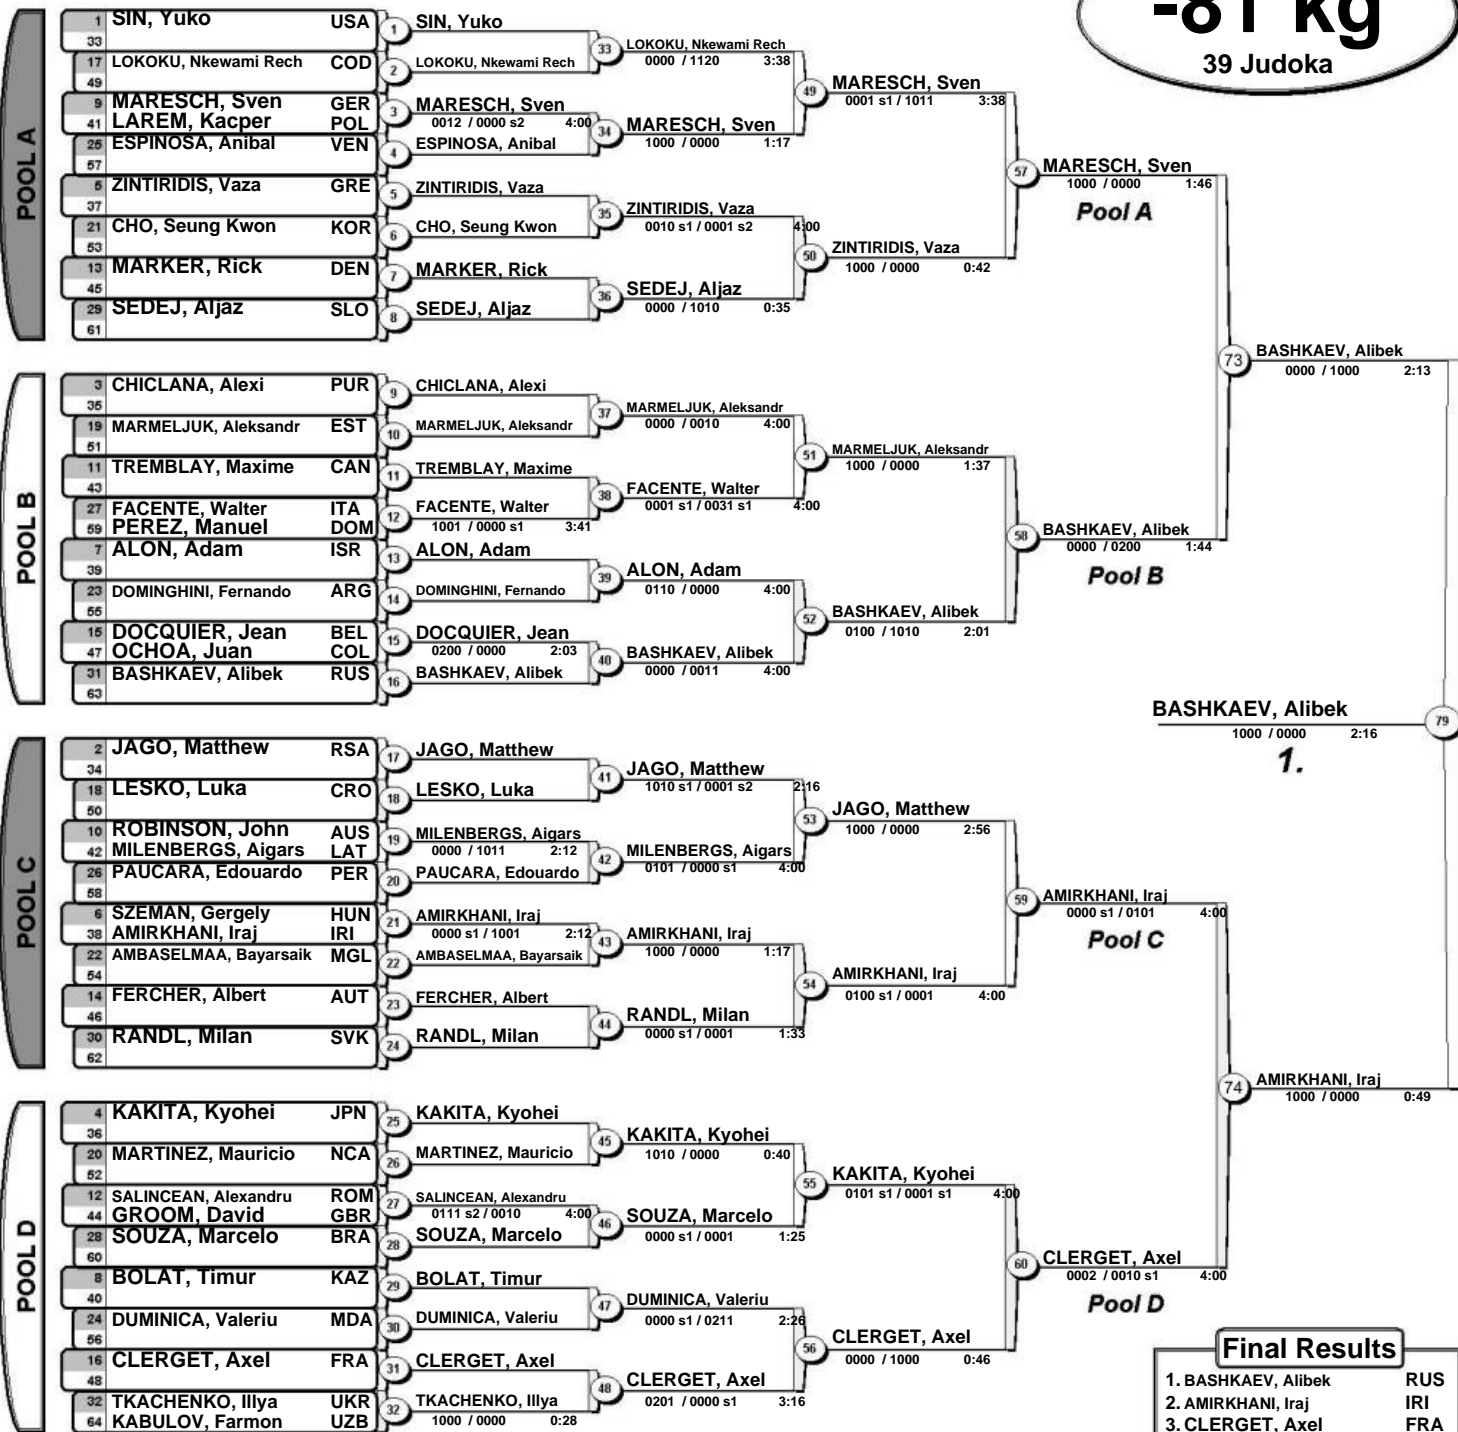 -81 kg
39 Judoka
POOL A
1 SIN, Yuko USA
33
17 LOKOKU, Nkewami Rech COD
49
9 MARESCH, Sven GER
41 LAREM, Kacper POL
25 ESPINOSA, Anibal VEN
57
5 ZINTIRIDIS, Vaza GRE
37
21 CHO, Seung Kwon KOR
53
13 MARKER, Rick DEN
45
29 SEDEJ, Aljaz SLO
61
1 SIN, Yuko
2 LOKOKU, Nkewami Rech
3 MARESCH, Sven
0012 / 0000 s2 4:00
4 ESPINOSA, Anibal
5 ZINTIRIDIS, Vaza
6 CHO, Seung Kwon
7 MARKER, Rick
8 SEDEJ, Aljaz
33 LOKOKU, Nkewami Rech
0000 / 1120 3:38
34 MARESCH, Sven
1000 / 0000 1:17
35 ZINTIRIDIS, Vaza
0010 s1 / 0001 s2 4:00
36 SEDEJ, Aljaz
0000 / 1010 0:35
49 MARESCH, Sven
0001 s1 / 1011 3:38
50 ZINTIRIDIS, Vaza
1000 / 0000 0:42
57 MARESCH, Sven
1000 / 0000 1:46
Pool A
POOL B
3 CHICLANA, Alexi PUR
35
19 MARMELJUK, Aleksandr EST
51
11 TREMBLAY, Maxime CAN
43
27 FACENTE, Walter ITA
59 PEREZ, Manuel DOM
7 ALON, Adam ISR
39
23 DOMINGHINI, Fernando ARG
55
15 DOCQUIER, Jean BEL
47 OCHOA, Juan COL
31 BASHKAEV, Alibek RUS
63
9 CHICLANA, Alexi
10 MARMELJUK, Aleksandr
11 TREMBLAY, Maxime
12 FACENTE, Walter
1001 / 0000 s1 3:41
13 ALON, Adam
14 DOMINGHINI, Fernando
15 DOCQUIER, Jean
0200 / 0000 2:03
16 BASHKAEV, Alibek
37 MARMELJUK, Aleksandr
0000 / 0010 4:00
38 FACENTE, Walter
0001 s1 / 0031 s1 4:00
39 ALON, Adam
0110 / 0000 4:00
40 BASHKAEV, Alibek
0000 / 0011 4:00
51 MARMELJUK, Aleksandr
1000 / 0000 1:37
52 BASHKAEV, Alibek
0100 / 1010 2:01
58 BASHKAEV, Alibek
0000 / 0200 1:44
Pool B
73 BASHKAEV, Alibek
0000 / 1000 2:13
BASHKAEV, Alibek 79
1000 / 0000 2:16
1.
POOL C
2 JAGO, Matthew RSA
34
18 LESKO, Luka CRO
50
10 ROBINSON, John AUS
42 MILENBERGS, Aigars LAT
26 PAUCARA, Edouardo PER
58
6 SZEMAN, Gergely HUN
38 AMIRKHANI, Iraj IRI
22 AMBASELMAA, Bayarsaik MGL
54
14 FERCHER, Albert AUT
46
30 RANDL, Milan SVK
62
17 JAGO, Matthew
18 LESKO, Luka
19 MILENBERGS, Aigars
0000 / 1011 2:12
20 PAUCARA, Edouardo
21 AMIRKHANI, Iraj
0000 s1 / 1001 2:12
22 AMBASELMAA, Bayarsaik
23 FERCHER, Albert
24 RANDL, Milan
41 JAGO, Matthew
1010 s1 / 0001 s2 2:16
42 MILENBERGS, Aigars
0101 / 0000 s1 4:00
43 AMIRKHANI, Iraj
1000 / 0000 1:17
44 RANDL, Milan
0000 s1 / 0001 1:33
53 JAGO, Matthew
1000 / 0000 2:56
54 AMIRKHANI, Iraj
0100 s1 / 0001 4:00
59 AMIRKHANI, Iraj
0000 s1 / 0101 4:00
Pool C
74 AMIRKHANI, Iraj
1000 / 0000 0:49
POOL D
4 KAKITA, Kyohei JPN
36
20 MARTINEZ, Mauricio NCA
52
12 SALINCEAN, Alexandru ROM
44 GROOM, David GBR
28 SOUZA, Marcelo BRA
60
8 BOLAT, Timur KAZ
40
24 DUMINICA, Valeriu MDA
56
16 CLERGET, Axel FRA
48
32 TKACHENKO, Illya UKR
64 KABULOV, Farmon UZB
25 KAKITA, Kyohei
26 MARTINEZ, Mauricio
27 SALINCEAN, Alexandru
0111 s2 / 0010 4:00
28 SOUZA, Marcelo
29 BOLAT, Timur
30 DUMINICA, Valeriu
31 CLERGET, Axel
32 TKACHENKO, Illya
1000 / 0000 0:28
45 KAKITA, Kyohei
1010 / 0000 0:40
46 SOUZA, Marcelo
0000 s1 / 0001 1:25
47 DUMINICA, Valeriu
0000 s1 / 0211 2:26
48 CLERGET, Axel
0201 / 0000 s1 3:16
55 KAKITA, Kyohei
0101 s1 / 0001 s1 4:00
56 CLERGET, Axel
0000 / 1000 0:46
60 CLERGET, Axel
0002 / 0010 s1 4:00
Pool D
Final Results
1. BASHKAEV, Alibek RUS
2. AMIRKHANI, Iraj IRI
3. CLERGET, Axel FRA